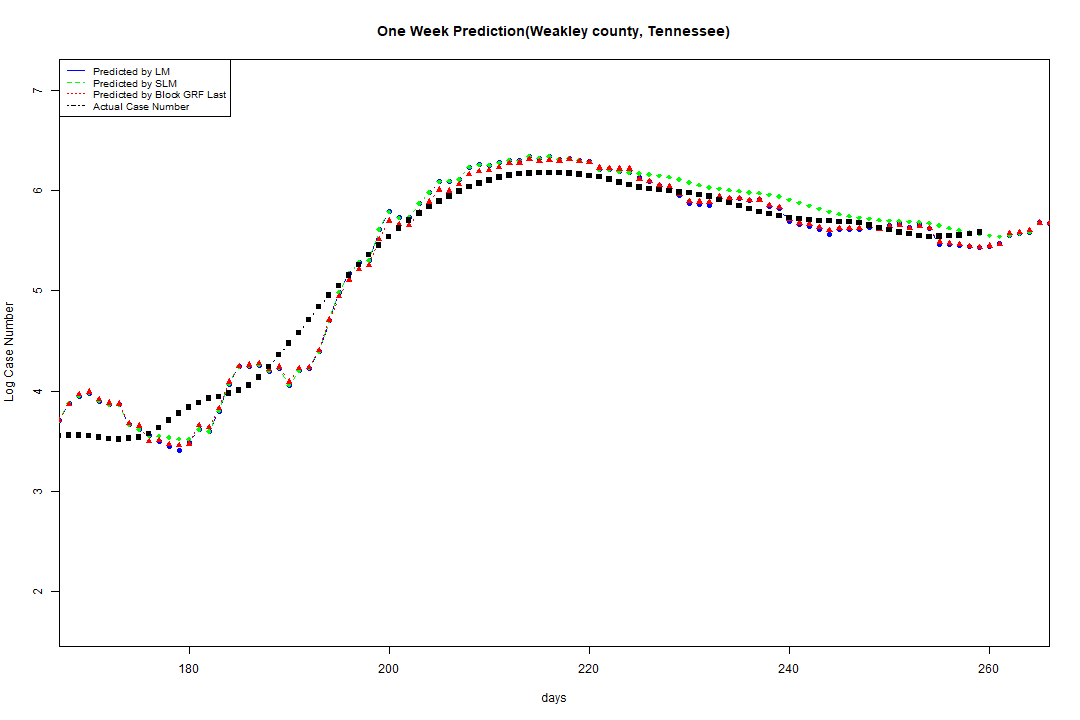 One Week Prediction(Weakley county, Tennessee)
Predicted by LM
Predicted by SLM
Predicted by Block GRF Last
Actual Case Number
7
6
5
4
3
2
Log Case Number
180 200 220 240 260
days